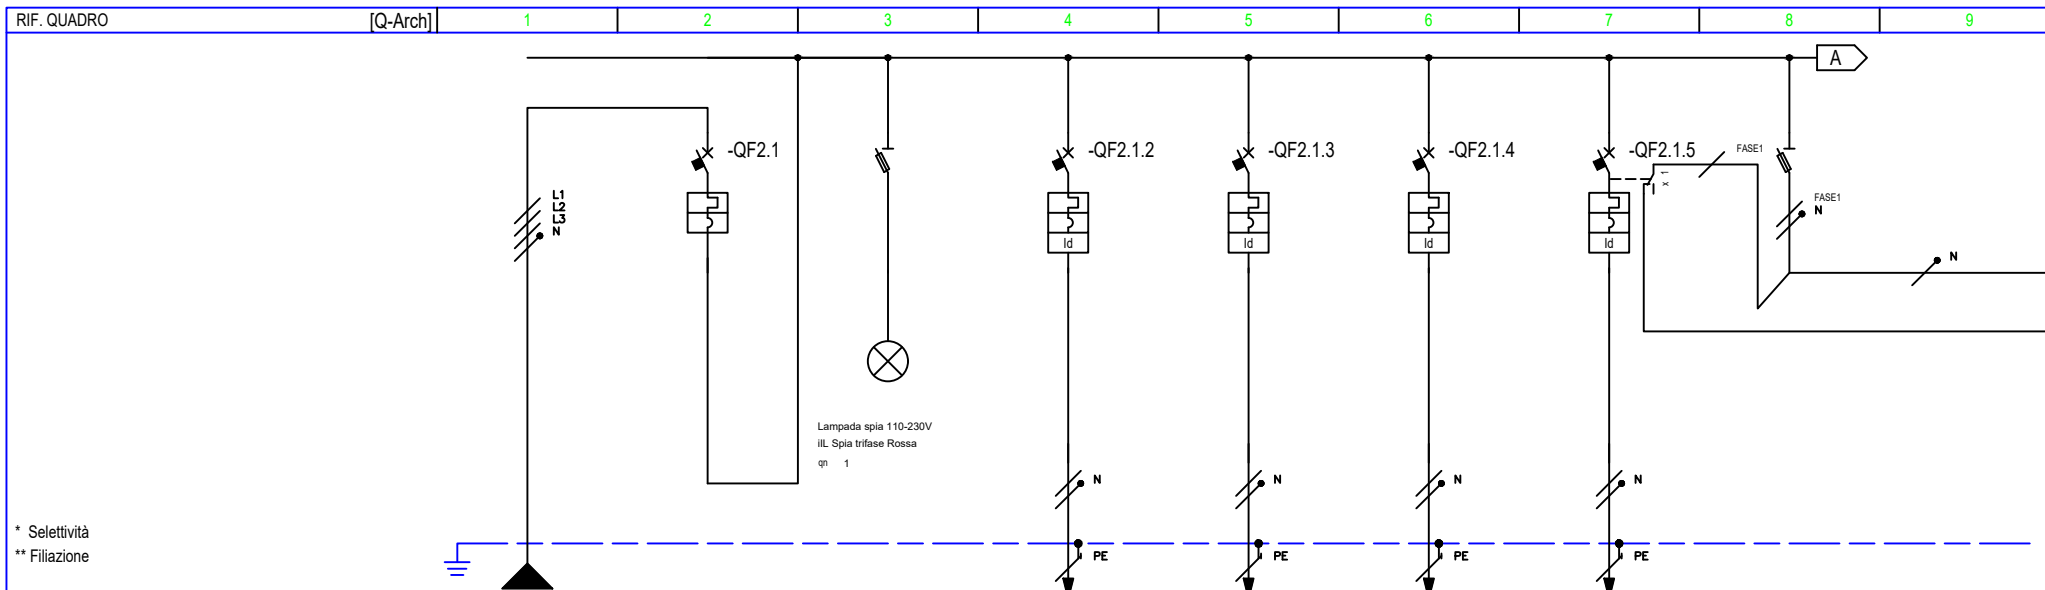 RIF. QUADRO [Q-Arch] 1 2 3 4 5 6 7 8 9
A
-QF2.1 -QF2.1.2 -QF2.1.3 -QF2.1.4 -QF2.1.5 FASE1
x 1
L1
L2
L3
N
FASE1
N
Id Id Id Id
N
Lampada spia 110-230V
iIL Spia trifase Rossa
qn 1
N N N N
* Selettività
** Filiazione
PE PE PE PE